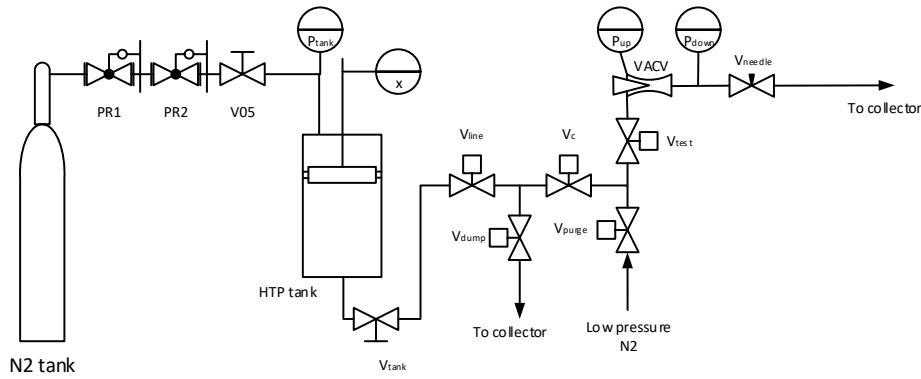 Ptank
Pup
Pdown
VACV
Vneedle
x
PR1
PR2
V05
To collector
Vline
Vc
Vtest
Vdump
Vpurge
HTP tank
To collector
Low pressure
N2
Vtank
N2 tank